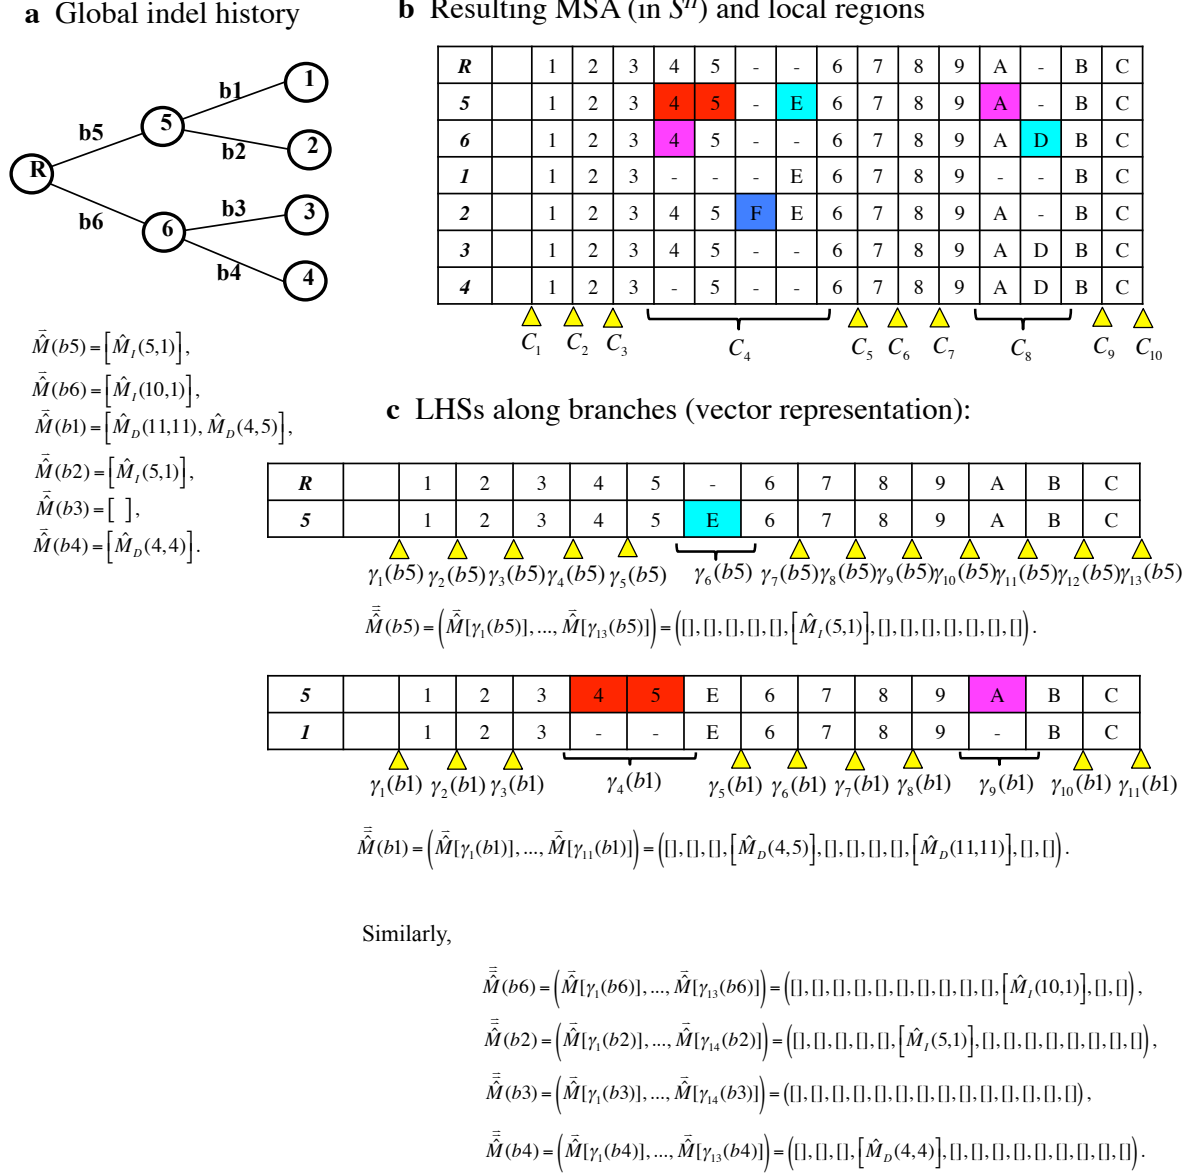 a Global indel history
R
5
6
1
2
3
4
b5
b6
b1
b2
b3
b4
M̂(b5) = [M̂_I(5,1)],
M̂(b6) = [M̂_I(10,1)],
M̂(b1) = [M̂_D(11,11), M̂_D(4,5)],
M̂(b2) = [M̂_I(5,1)],
M̂(b3) = [ ],
M̂(b4) = [M̂_D(4,4)].
b Resulting MSA (in S^II) and local regions
R 1 2 3 4 5 - - 6 7 8 9 A - B C
5 1 2 3 4 5 - E 6 7 8 9 A - B C
6 1 2 3 4 5 - - 6 7 8 9 A D B C
1 1 2 3 - - - E 6 7 8 9 - - B C
2 1 2 3 4 5 F E 6 7 8 9 A - B C
3 1 2 3 4 5 - - 6 7 8 9 A D B C
4 1 2 3 - 5 - - 6 7 8 9 A D B C
C1 C2 C3 C4 C5 C6 C7 C8 C9 C10
c LHSs along branches (vector representation):
R 1 2 3 4 5 - 6 7 8 9 A B C
5 1 2 3 4 5 E 6 7 8 9 A B C
γ1(b5) γ2(b5) γ3(b5) γ4(b5) γ5(b5) γ6(b5) γ7(b5) γ8(b5) γ9(b5) γ10(b5) γ11(b5) γ12(b5) γ13(b5)
M̂(b5) = (M̂[γ1(b5)], ..., M̂[γ13(b5)]) = ([], [], [], [], [], [M̂_I(5,1)], [], [], [], [], [], [], []).
5 1 2 3 4 5 E 6 7 8 9 A B C
1 1 2 3 - - E 6 7 8 9 - B C
γ1(b1) γ2(b1) γ3(b1) γ4(b1) γ5(b1) γ6(b1) γ7(b1) γ8(b1) γ9(b1) γ10(b1) γ11(b1)
M̂(b1) = (M̂[γ1(b1)], ..., M̂[γ11(b1)]) = ([], [], [], [M̂_D(4,5)], [], [], [], [], [M̂_D(11,11)], [], []).
Similarly,
M̂(b6) = (M̂[γ1(b6)], ..., M̂[γ13(b6)]) = ([], [], [], [], [], [], [], [], [], [], [M̂_I(10,1)], [], []),
M̂(b2) = (M̂[γ1(b2)], ..., M̂[γ14(b2)]) = ([], [], [], [], [], [M̂_I(5,1)], [], [], [], [], [], [], [], []),
M̂(b3) = (M̂[γ1(b3)], ..., M̂[γ14(b3)]) = ([], [], [], [], [], [], [], [], [], [], [], [], [], []),
M̂(b4) = (M̂[γ1(b4)], ..., M̂[γ13(b4)]) = ([], [], [], [M̂_D(4,4)], [], [], [], [], [], [], [], [], []).